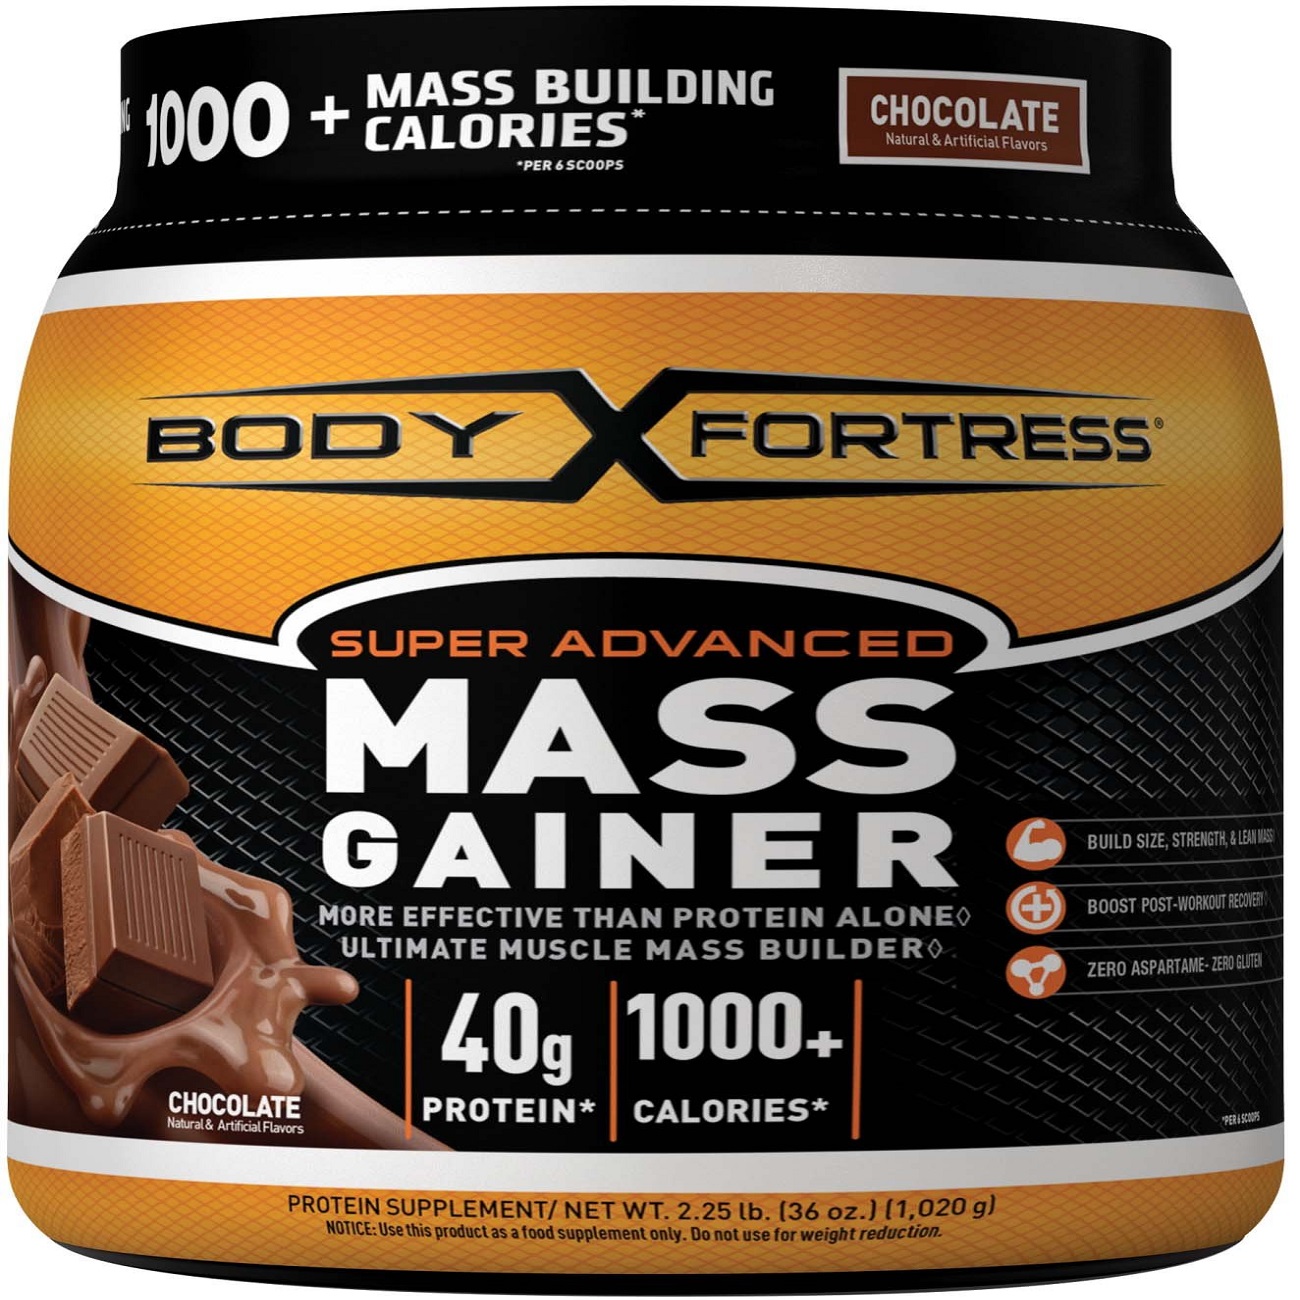 1000 + MASS BUILDING
CALORIES*
*PER 6 SCOOPS
CHOCOLATE
Natural & Artificial Flavors
BODY FORTRESS®
SUPER ADVANCED
MASS
GAINER
MORE EFFECTIVE THAN PROTEIN ALONE◊
ULTIMATE MUSCLE MASS BUILDER◊
BUILD SIZE, STRENGTH, & LEAN MASS◊
BOOST POST-WORKOUT RECOVERY◊
ZERO ASPARTAME- ZERO GLUTEN
40g
PROTEIN*
1000+
CALORIES*
*PER 6 SCOOPS
CHOCOLATE
Natural & Artificial Flavors
PROTEIN SUPPLEMENT/ NET WT. 2.25 lb. (36 oz.) (1,020 g)
NOTICE: Use this product as a food supplement only. Do not use for weight reduction.